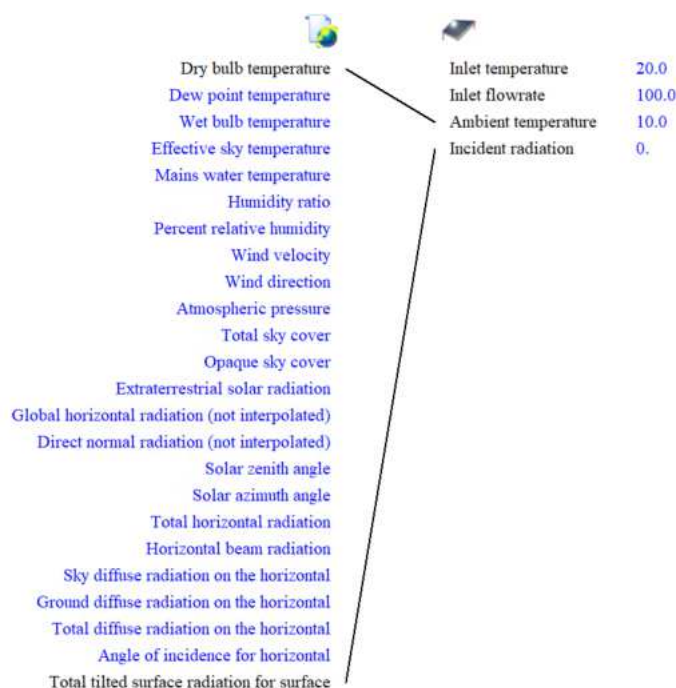 Dry bulb temperature
Dew point temperature
Wet bulb temperature
Effective sky temperature
Mains water temperature
Humidity ratio
Percent relative humidity
Wind velocity
Wind direction
Atmospheric pressure
Total sky cover
Opaque sky cover
Extraterrestrial solar radiation
Global horizontal radiation (not interpolated)
Direct normal radiation (not interpolated)
Solar zenith angle
Solar azimuth angle
Total horizontal radiation
Horizontal beam radiation
Sky diffuse radiation on the horizontal
Ground diffuse radiation on the horizontal
Total diffuse radiation on the horizontal
Angle of incidence for horizontal
Total tilted surface radiation for surface
Inlet temperature 20.0
Inlet flowrate 100.0
Ambient temperature 10.0
Incident radiation 0.